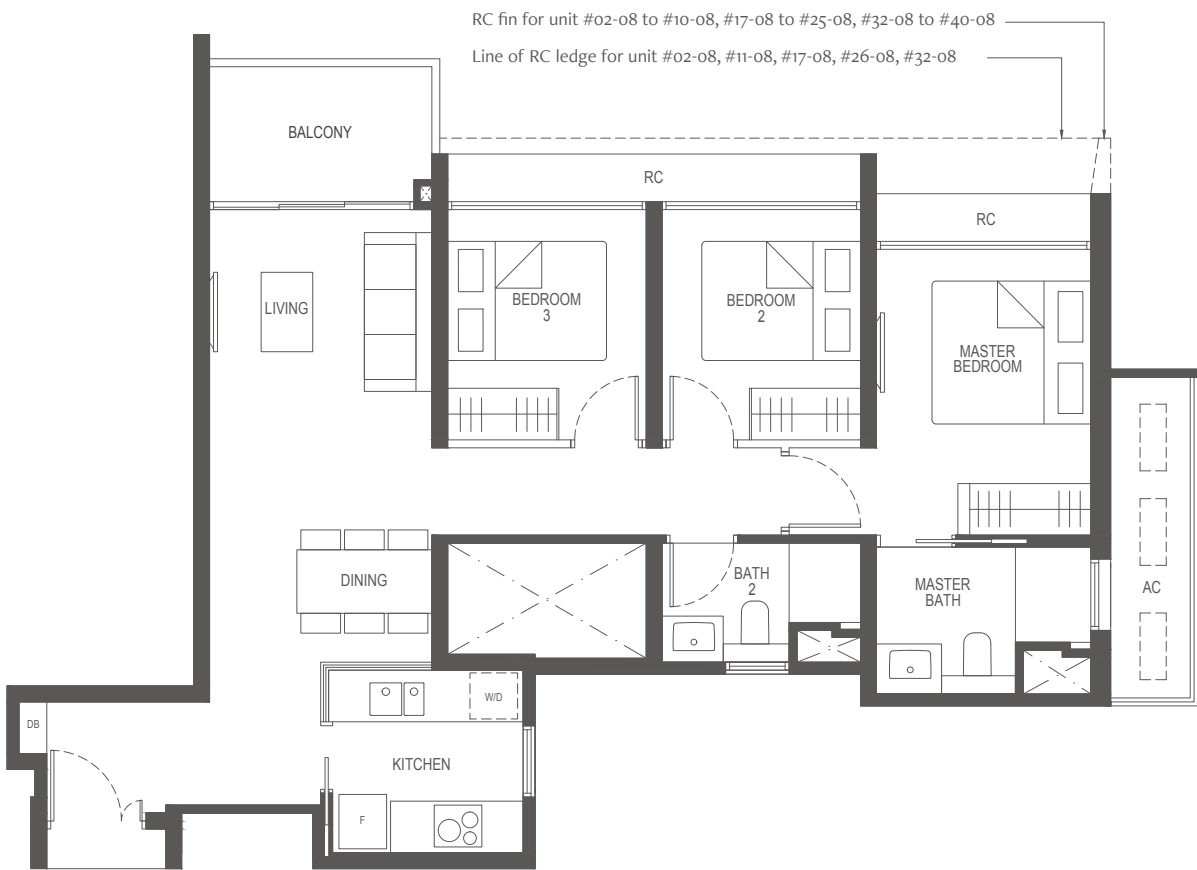 RC fin for unit #02-08 to #10-08, #17-08 to #25-08, #32-08 to #40-08
Line of RC ledge for unit #02-08, #11-08, #17-08, #26-08, #32-08
BALCONY
RC
RC
LIVING
BEDROOM
3
BEDROOM
2
MASTER
BEDROOM
DINING
BATH
2
MASTER
BATH
AC
W/D
DB
KITCHEN
F